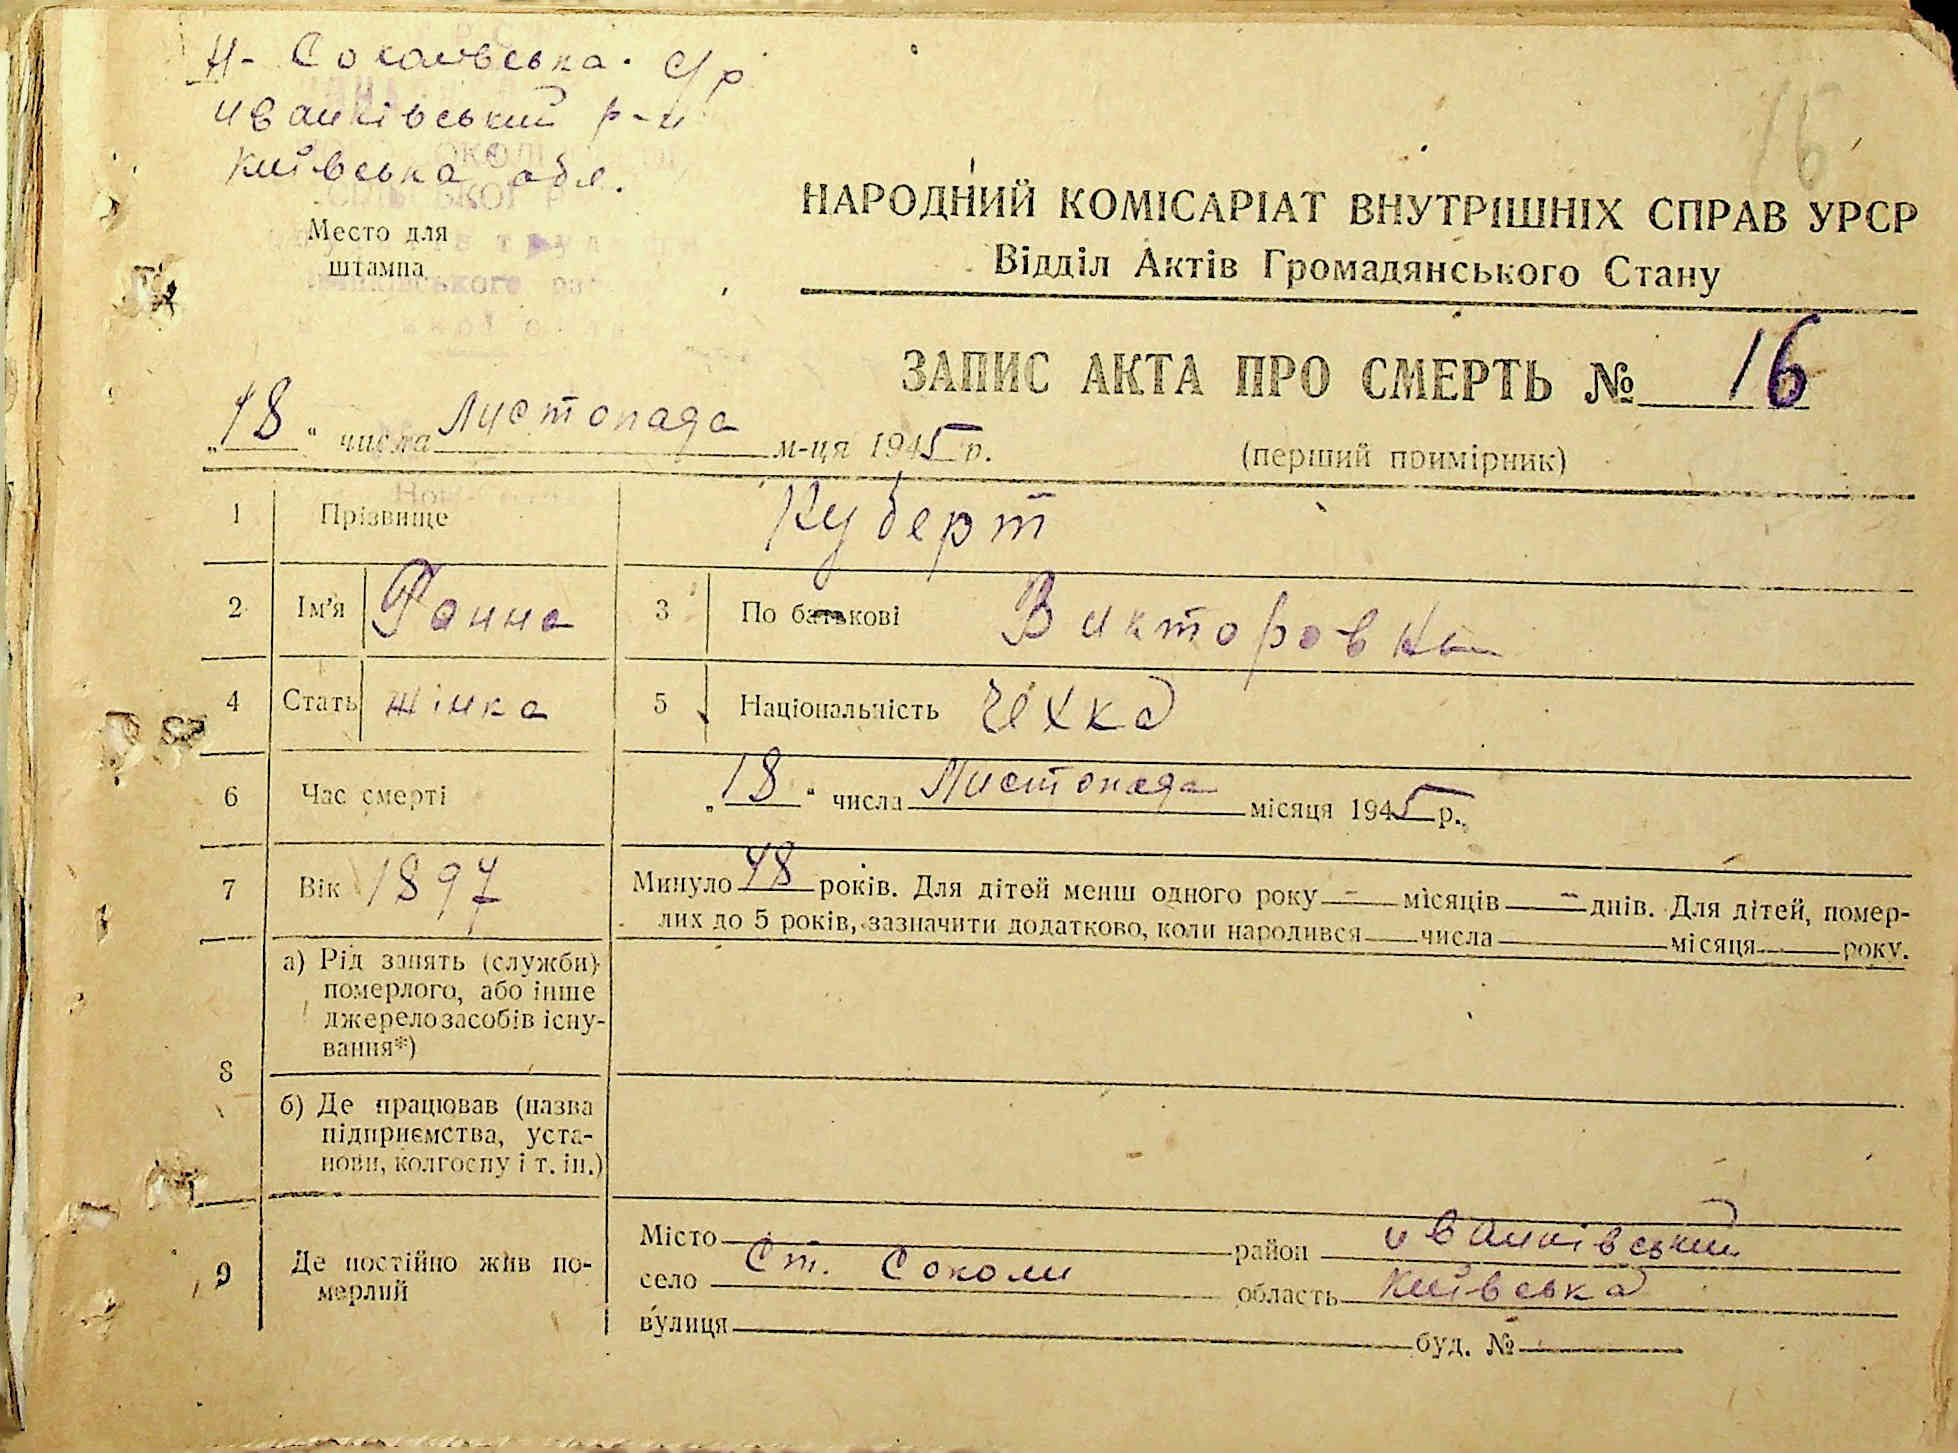 Н- Соколівська. с/р
Иванківський р-н
Київська обл.
16
Место для
штампа
НАРОДНИЙ КОМІСАРІАТ ВНУТРІШНІХ СПРАВ УРСР
Відділ Актів Громадянського Стану
ЗАПИС АКТА ПРО СМЕРТЬ № 16
„18“ числа Листопада м-ця 1945 р.
(перший примірник)
1 Прізвище Куберт
2 Ім'я Ганна 3 По батькові Викторовна
4 Стать жінка 5 Національність Чехка
6 Час смерті „18“ числа Листопада місяця 1945 р.
7 Вік 1897 Минуло 48 років. Для дітей менш одного року – місяців – днів. Для дітей, помер-
лих до 5 років, зазначити додатково, коли народився числа місяця року.
8 а) Рід занять (служби)
померлого, або інше
джерело засобів існу-
вання*)
б) Де працював (назва
підприємства, уста-
нови, колгоспу і т. ін.)
9 Де постійно жив по-
мерлий
Місто район Иванківський
село Ст. Соколи область Київська
вулиця буд. №